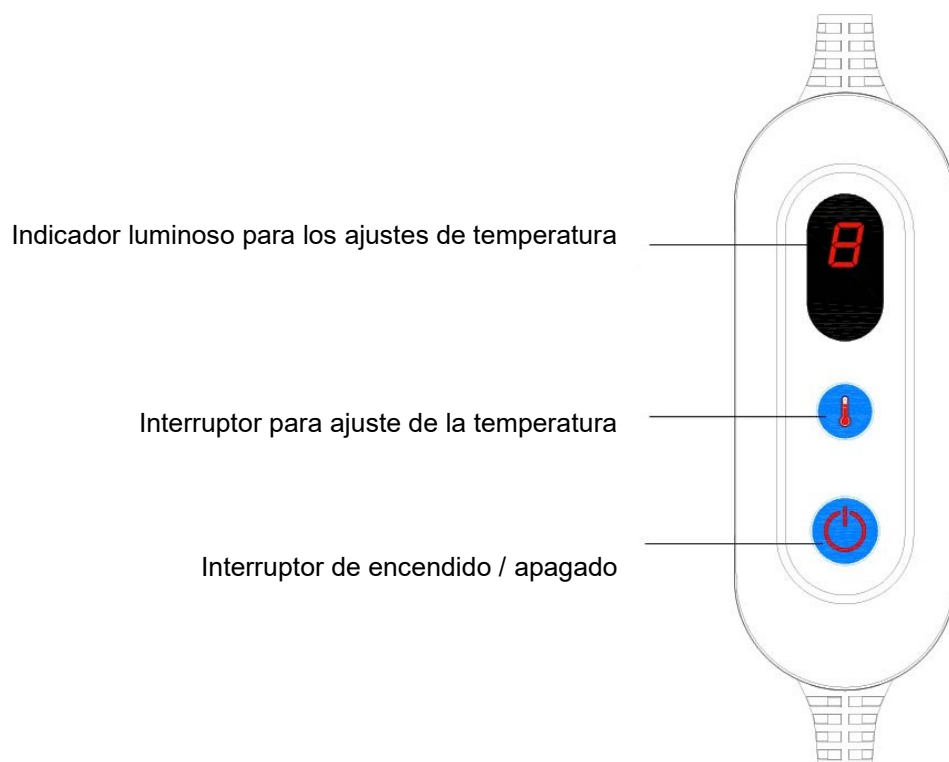 Indicador luminoso para los ajustes de temperatura
8
Interruptor para ajuste de la temperatura
Interruptor de encendido / apagado